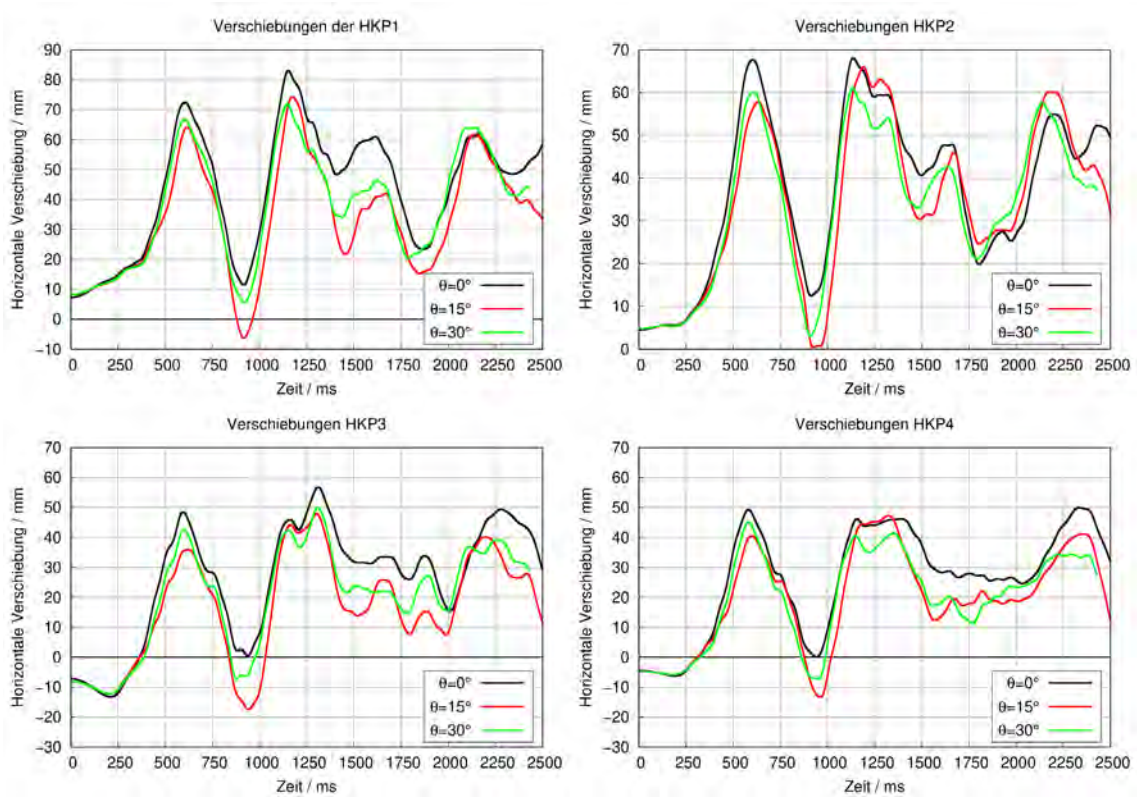 Verschiebungen der HKP1
Horizontale Verschiebung / mm
90
80
70
60
50
40
30
20
10
0
−10
θ=0°
θ=15°
θ=30°
0 250 500 750 1000 1250 1500 1750 2000 2250 2500
Zeit / ms
Verschiebungen HKP2
Horizontale Verschiebung / mm
70
60
50
40
30
20
10
0
θ=0°
θ=15°
θ=30°
0 250 500 750 1000 1250 1500 1750 2000 2250 2500
Zeit / ms
Verschiebungen HKP3
Horizontale Verschiebung / mm
70
60
50
40
30
20
10
0
−10
−20
−30
θ=0°
θ=15°
θ=30°
0 250 500 750 1000 1250 1500 1750 2000 2250 2500
Zeit / ms
Verschiebungen HKP4
Horizontale Verschiebung / mm
70
60
50
40
30
20
10
0
−10
−20
−30
θ=0°
θ=15°
θ=30°
0 250 500 750 1000 1250 1500 1750 2000 2250 2500
Zeit / ms